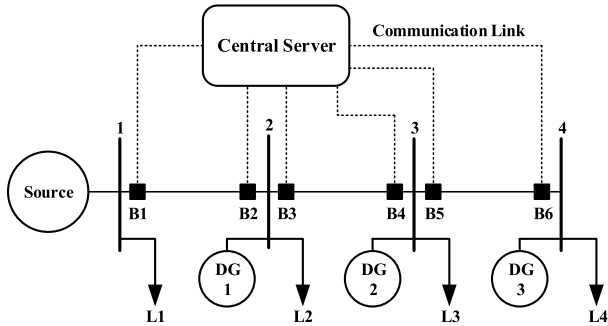 Central Server
Communication Link
1
2
3
4
Source
B1
B2
B3
B4
B5
B6
DG
1
DG
2
DG
3
L1
L2
L3
L4